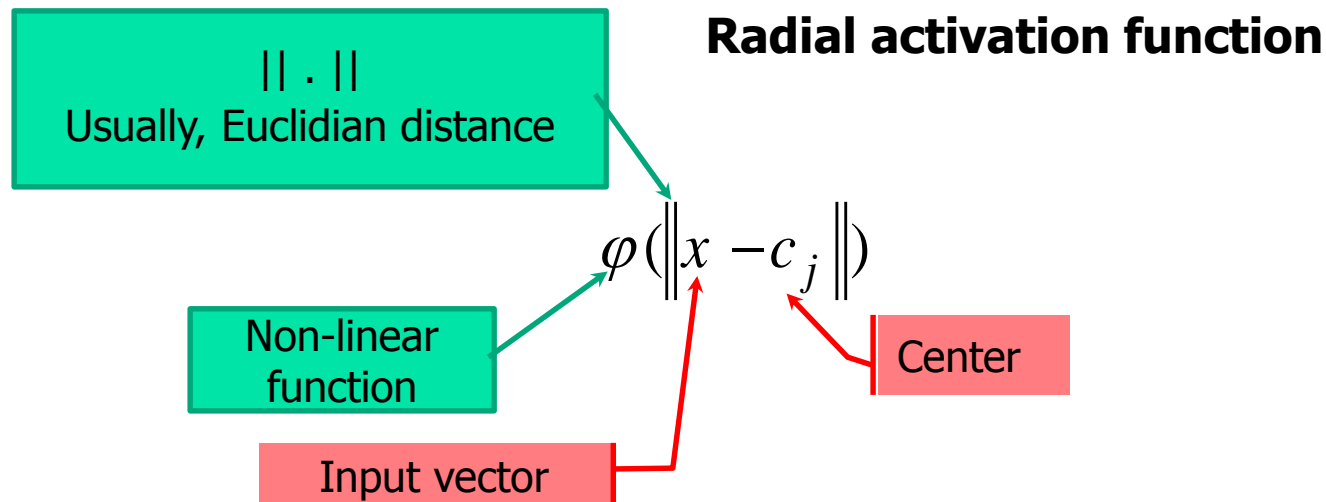 Radial activation function
|| . ||
Usually, Euclidian distance
φ(‖x − c_j‖)
Non-linear
function
Center
Input vector